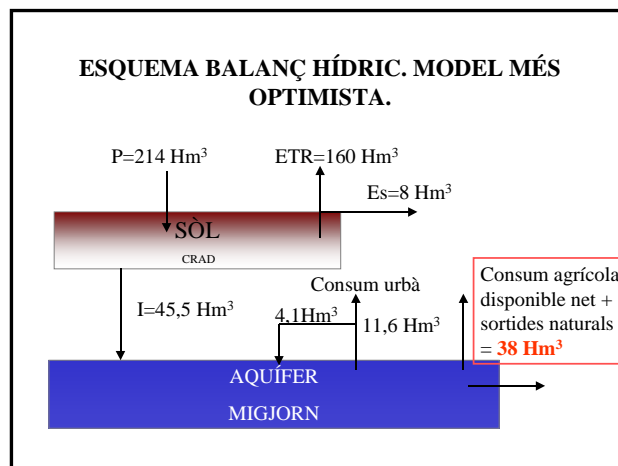 ESQUEMA BALANÇ HÍDRIC. MODEL MÉS
OPTIMISTA.
P=214 Hm³
ETR=160 Hm³
Es=8 Hm³
SÒL
CRAD
I=45,5 Hm³
Consum urbà
4,1Hm³
11,6 Hm³
Consum agrícola
disponible net +
sortides naturals
= 38 Hm³
AQUÍFER
MIGJORN